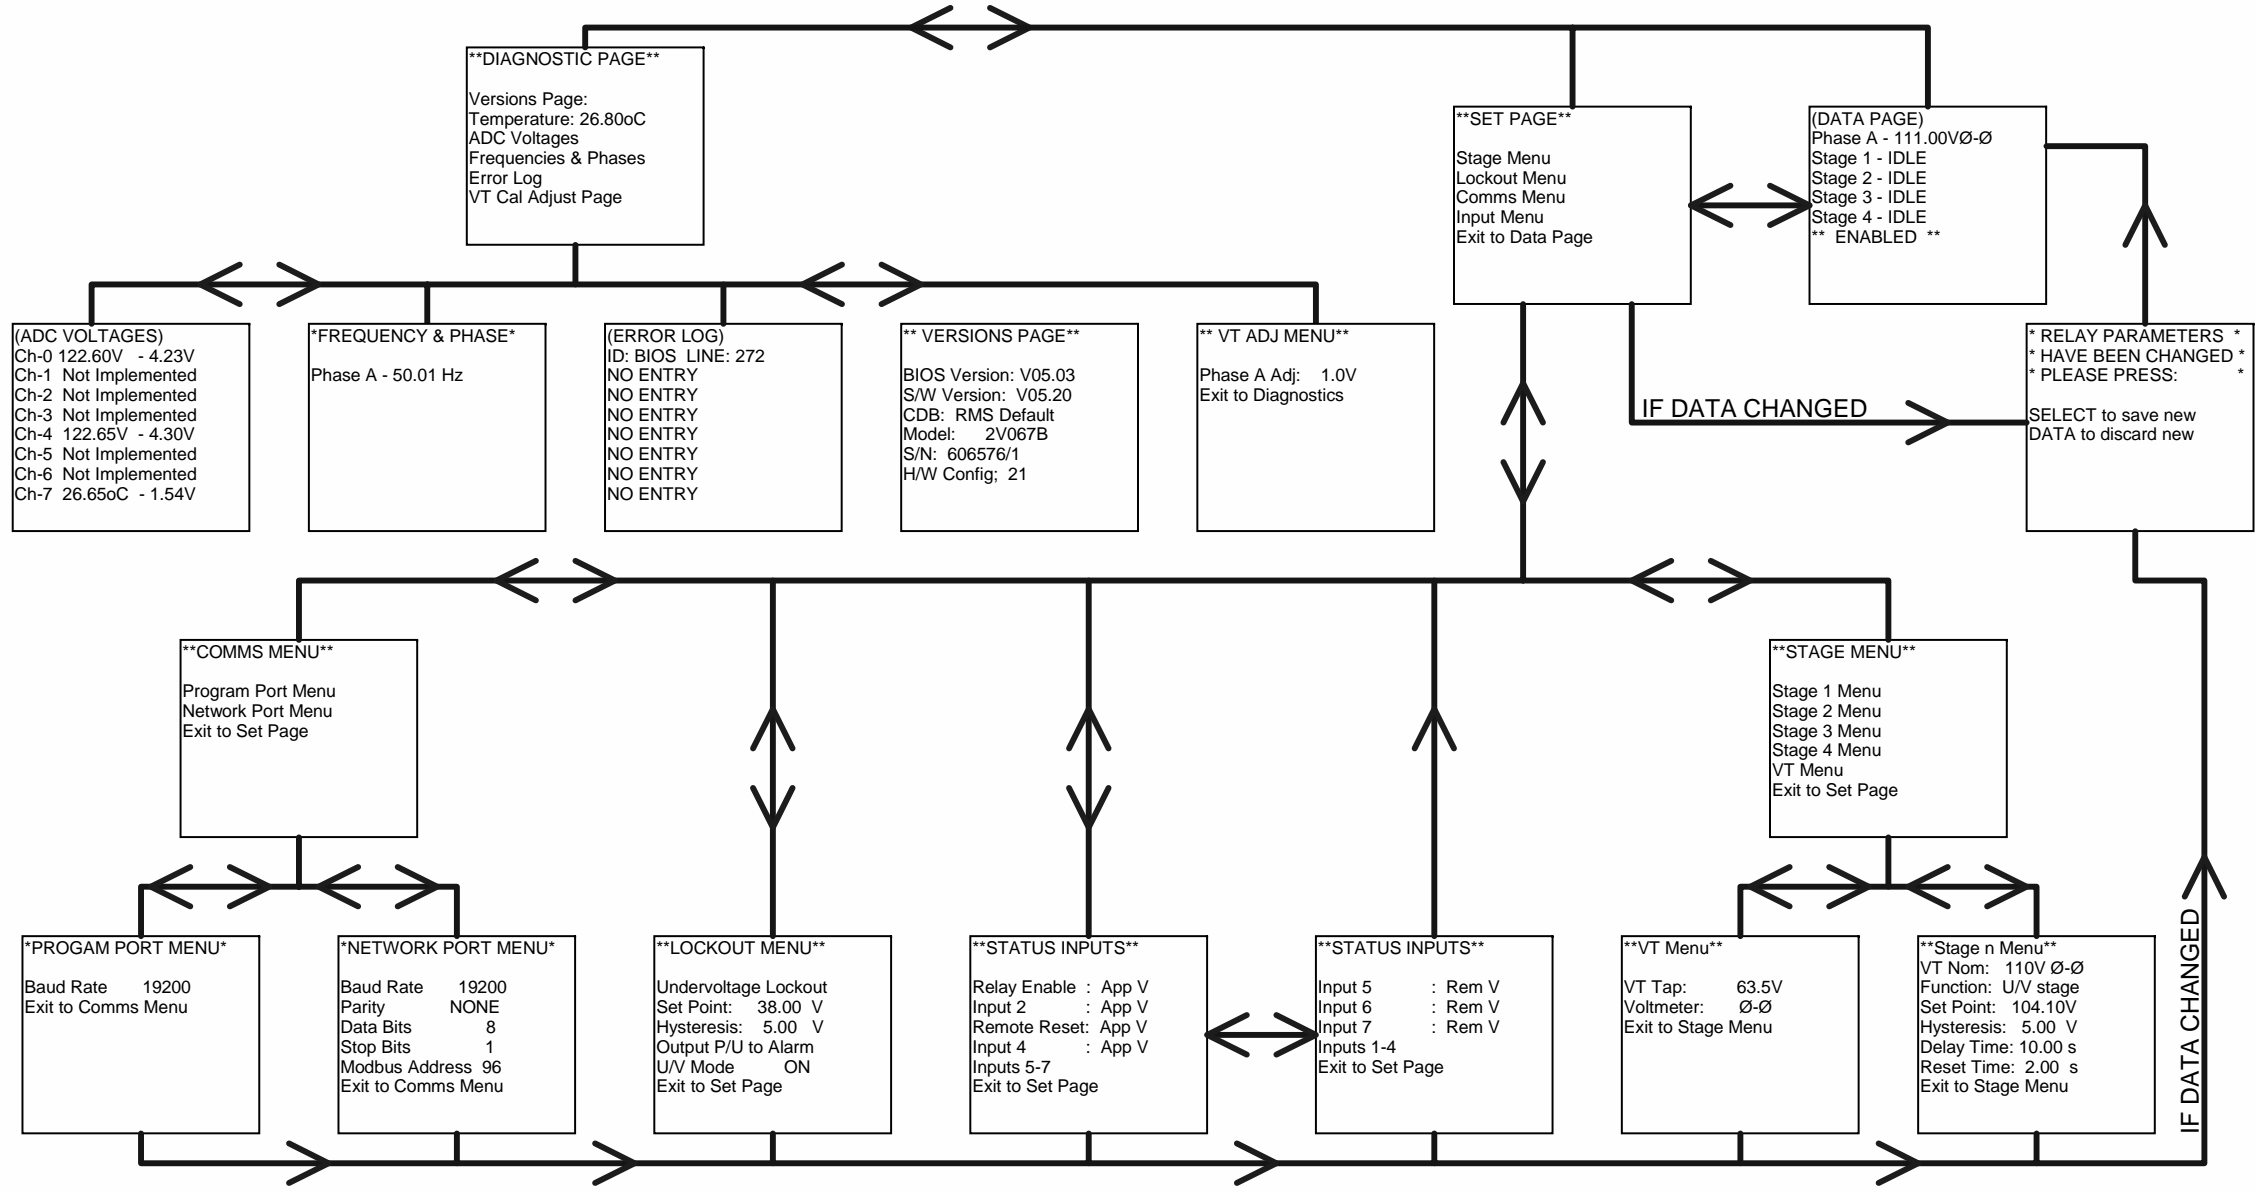 **DIAGNOSTIC PAGE**
Versions Page:
Temperature: 26.80oC
ADC Voltages
Frequencies & Phases
Error Log
VT Cal Adjust Page
**SET PAGE**
Stage Menu
Lockout Menu
Comms Menu
Input Menu
Exit to Data Page
(DATA PAGE)
Phase A - 111.00VØ-Ø
Stage 1 - IDLE
Stage 2 - IDLE
Stage 3 - IDLE
Stage 4 - IDLE
** ENABLED **
(ADC VOLTAGES)
Ch-0 122.60V - 4.23V
Ch-1 Not Implemented
Ch-2 Not Implemented
Ch-3 Not Implemented
Ch-4 122.65V - 4.30V
Ch-5 Not Implemented
Ch-6 Not Implemented
Ch-7 26.65oC - 1.54V
*FREQUENCY & PHASE*
Phase A - 50.01 Hz
(ERROR LOG)
ID: BIOS LINE: 272
NO ENTRY
NO ENTRY
NO ENTRY
NO ENTRY
NO ENTRY
NO ENTRY
NO ENTRY
** VERSIONS PAGE**
BIOS Version: V05.03
S/W Version: V05.20
CDB: RMS Default
Model: 2V067B
S/N: 606576/1
H/W Config; 21
** VT ADJ MENU**
Phase A Adj: 1.0V
Exit to Diagnostics
IF DATA CHANGED
* RELAY PARAMETERS *
* HAVE BEEN CHANGED *
* PLEASE PRESS: *
SELECT to save new
DATA to discard new
**COMMS MENU**
Program Port Menu
Network Port Menu
Exit to Set Page
**STAGE MENU**
Stage 1 Menu
Stage 2 Menu
Stage 3 Menu
Stage 4 Menu
VT Menu
Exit to Set Page
*PROGAM PORT MENU*
Baud Rate 19200
Exit to Comms Menu
*NETWORK PORT MENU*
Baud Rate 19200
Parity NONE
Data Bits 8
Stop Bits 1
Modbus Address 96
Exit to Comms Menu
**LOCKOUT MENU**
Undervoltage Lockout
Set Point: 38.00 V
Hysteresis: 5.00 V
Output P/U to Alarm
U/V Mode ON
Exit to Set Page
**STATUS INPUTS**
Relay Enable : App V
Input 2 : App V
Remote Reset: App V
Input 4 : App V
Inputs 5-7
Exit to Set Page
**STATUS INPUTS**
Input 5 : Rem V
Input 6 : Rem V
Input 7 : Rem V
Inputs 1-4
Exit to Set Page
**VT Menu**
VT Tap: 63.5V
Voltmeter: Ø-Ø
Exit to Stage Menu
**Stage n Menu**
VT Nom: 110V Ø-Ø
Function: U/V stage
Set Point: 104.10V
Hysteresis: 5.00 V
Delay Time: 10.00 s
Reset Time: 2.00 s
Exit to Stage Menu
IF DATA CHANGED